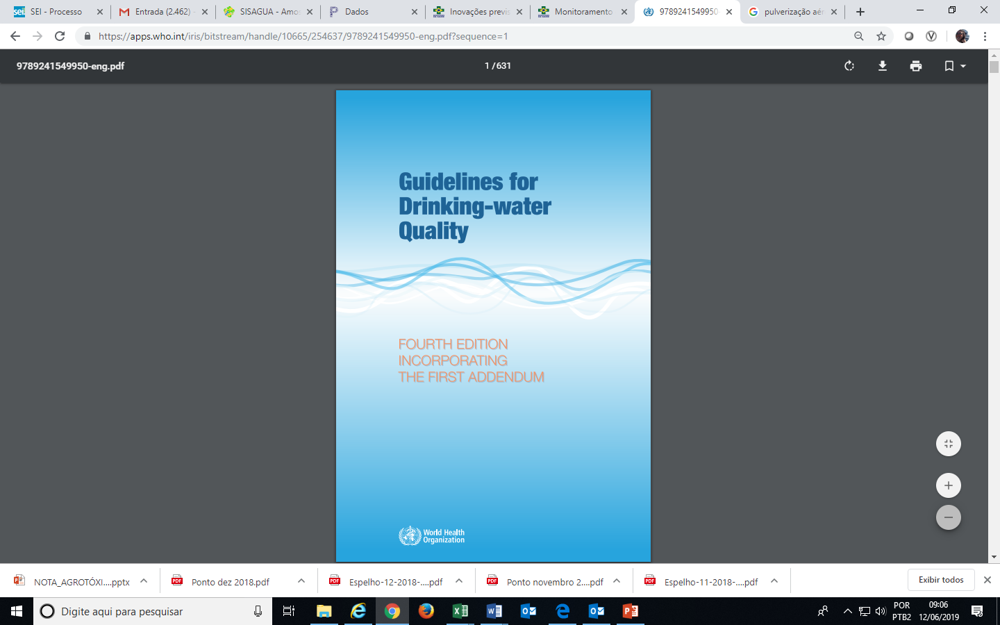 SEI - Processo
Entrada (2.462)
SISAGUA - Amo
Dados
Inovações previs
Monitoramento
9789241549950
pulverização aér
https://apps.who.int/iris/bitstream/handle/10665/254637/9789241549950-eng.pdf?sequence=1
9789241549950-eng.pdf
1 / 631
Guidelines for
Drinking-water
Quality
FOURTH EDITION
INCORPORATING
THE FIRST ADDENDUM
World Health
Organization
NOTA_AGROTÓXI....pptx
Ponto dez 2018.pdf
Espelho-12-2018-....pdf
Ponto novembro 2....pdf
Espelho-11-2018-....pdf
Exibir todos
Digite aqui para pesquisar
POR
PTB2
09:06
12/06/2019